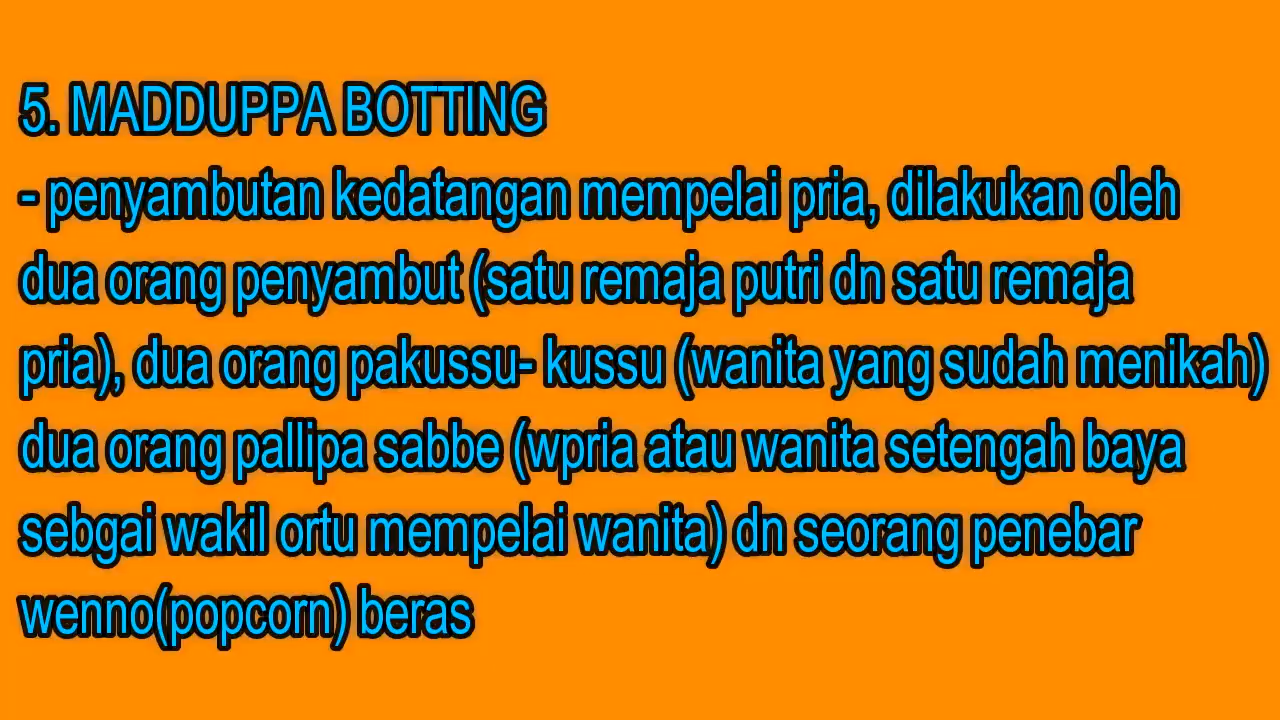 5. MADDUPPA BOTTING
- penyambutan kedatangan mempelai pria, dilakukan oleh
dua orang penyambut (satu remaja putri dn satu remaja
pria), dua orang pakussu- kussu (wanita yang sudah menikah)
dua orang pallipa sabbe (wpria atau wanita setengah baya
sebgai wakil ortu mempelai wanita) dn seorang penebar
wenno(popcorn) beras